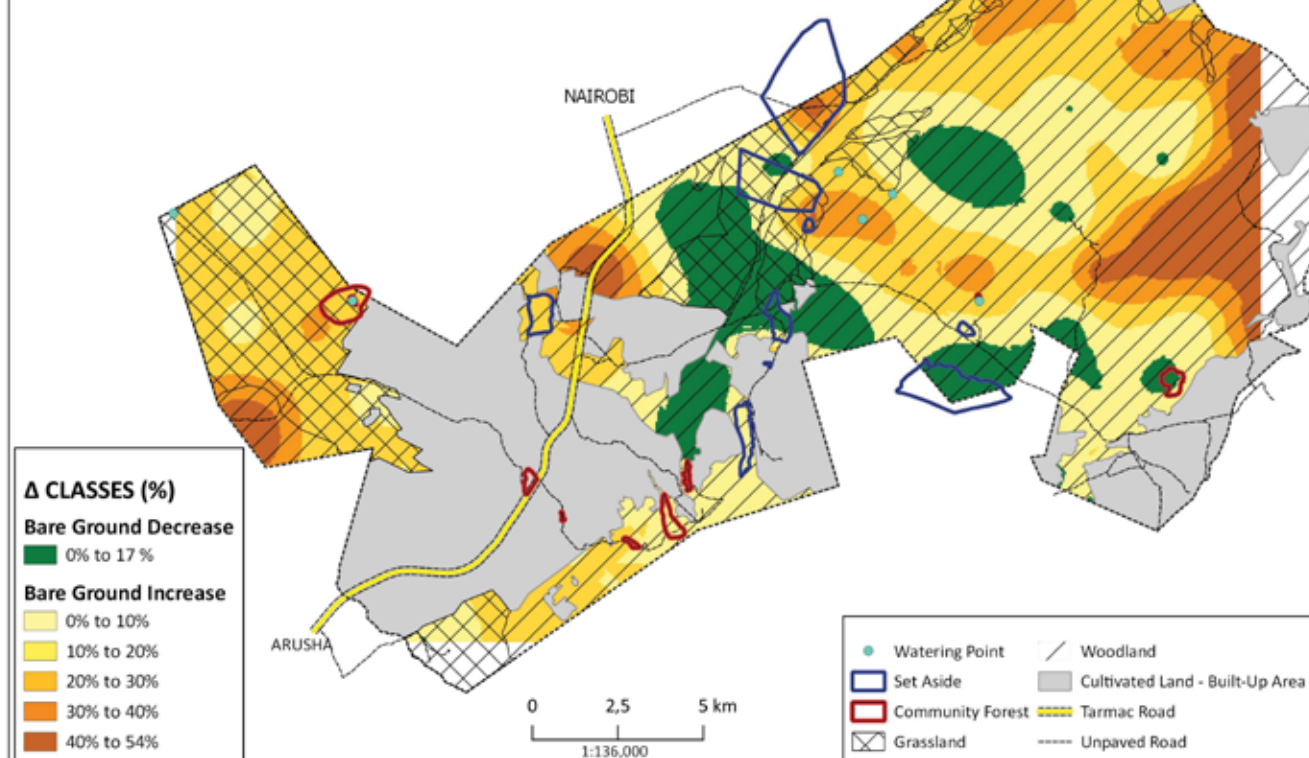 NAIROBI
ARUSHA
Δ CLASSES (%)
Bare Ground Decrease
0% to 17 %
Bare Ground Increase
0% to 10%
10% to 20%
20% to 30%
30% to 40%
40% to 54%
0 2,5 5 km
1:136,000
Watering Point
Set Aside
Community Forest
Grassland
Woodland
Cultivated Land - Built-Up Area
Tarmac Road
Unpaved Road